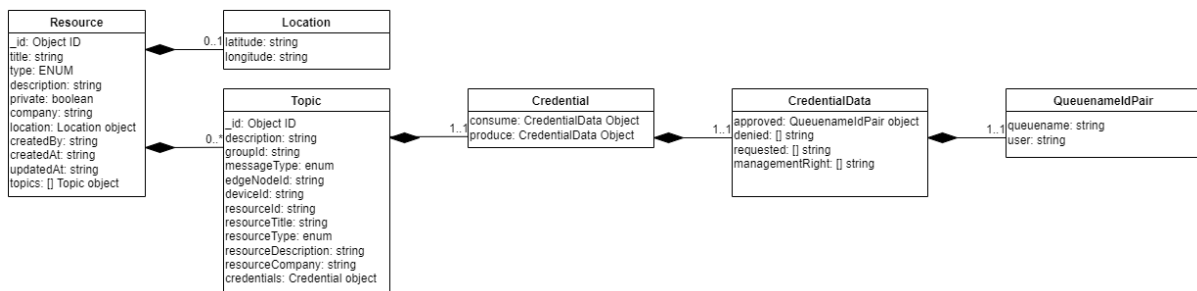 Resource
_id: Object ID
title: string
type: ENUM
description: string
private: boolean
company: string
location: Location object
createdBy: string
createdAt: string
updatedAt: string
topics: [] Topic object
0..1
Location
latitude: string
longitude: string
0..*
Topic
_id: Object ID
description: string
groupId: string
messageType: enum
edgeNodeId: string
deviceId: string
resourceId: string
resourceTitle: string
resourceType: enum
resourceDescription: string
resourceCompany: string
credentials: Credential object
1..1
Credential
consume: CredentialData Object
produce: CredentialData Object
1..1
CredentialData
approved: QueuenameIdPair object
denied: [] string
requested: [] string
managementRight: [] string
1..1
QueuenameIdPair
queuename: string
user: string